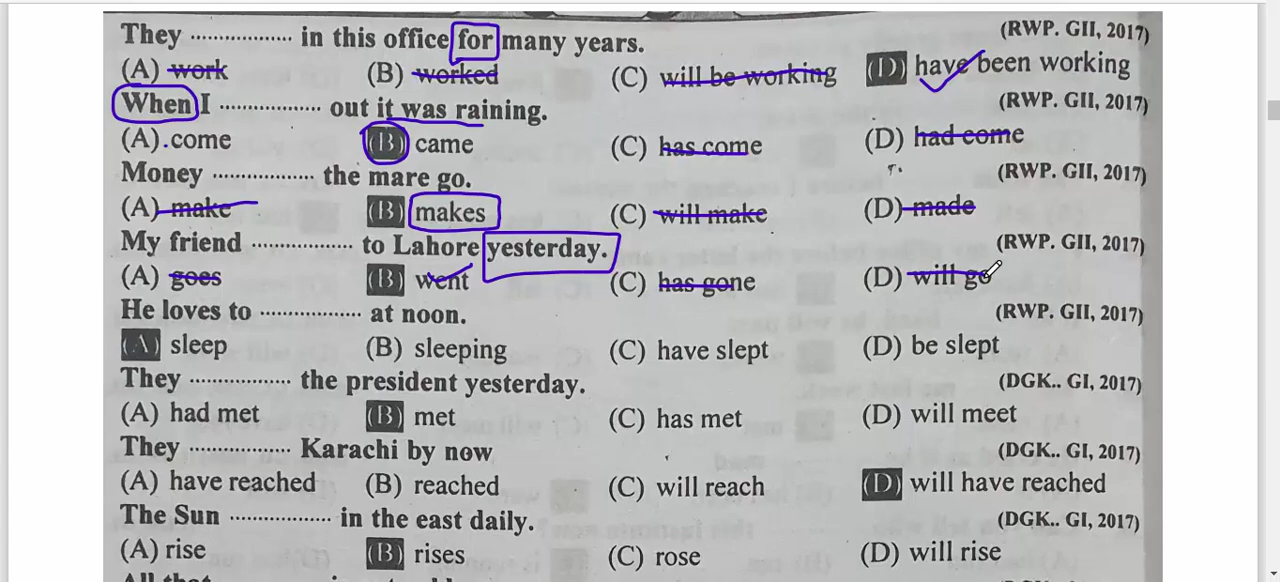 They .................. in this office for many years. (RWP. GII, 2017)
(A) work (B) worked (C) will be working (D) have been working
When I .................. out it was raining. (RWP. GII, 2017)
(A) come (B) came (C) has come (D) had come
Money .................. the mare go. (RWP. GII, 2017)
(A) make (B) makes (C) will make (D) made
My friend .................. to Lahore yesterday. (RWP. GII, 2017)
(A) goes (B) went (C) has gone (D) will go
He loves to .................. at noon. (RWP. GII, 2017)
(A) sleep (B) sleeping (C) have slept (D) be slept
They .................. the president yesterday. (DGK.. GI, 2017)
(A) had met (B) met (C) has met (D) will meet
They .................. Karachi by now (DGK.. GI, 2017)
(A) have reached (B) reached (C) will reach (D) will have reached
The Sun .................. in the east daily. (DGK.. GI, 2017)
(A) rise (B) rises (C) rose (D) will rise